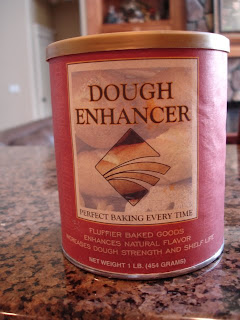 DOUGH
ENHANCER
PERFECT BAKING EVERY TIME
FLUFFIER BAKED GOODS
ENHANCES NATURAL FLAVOR
INCREASES DOUGH STRENGTH AND SHELF LIFE
NET WEIGHT 1 LB. (454 GRAMS)